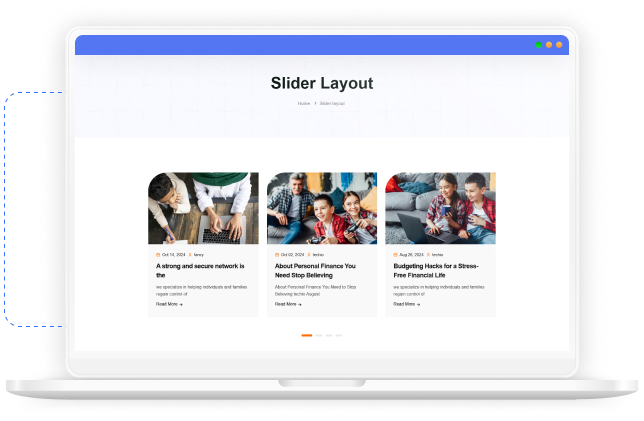 Slider Layout
Home > Slider layout
Oct 14, 2024 fancy
A strong and secure network is
the
we specialize in helping individuals and families
regain control of
Read More →
Oct 02, 2024 techio
About Personal Finance You
Need Stop Believing
About Personal Finance You Need to Stop
Believing techio August
Read More →
Aug 26, 2024 techio
Budgeting Hacks for a Stress-
Free Financial Life
we specialize in helping individuals and families
regain control of
Read More →